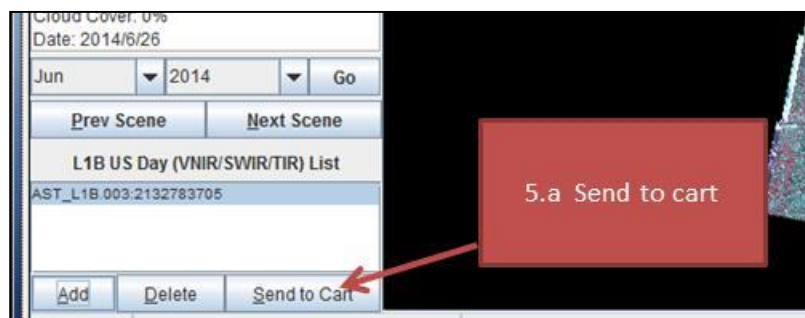 Cloud Cover: 0%
Date: 2014/6/26
Jun 2014 Go
Prev Scene Next Scene
L1B US Day (VNIR/SWIR/TIR) List
AST_L1B.003:2132783705
5.a Send to cart
Add Delete Send to Cart